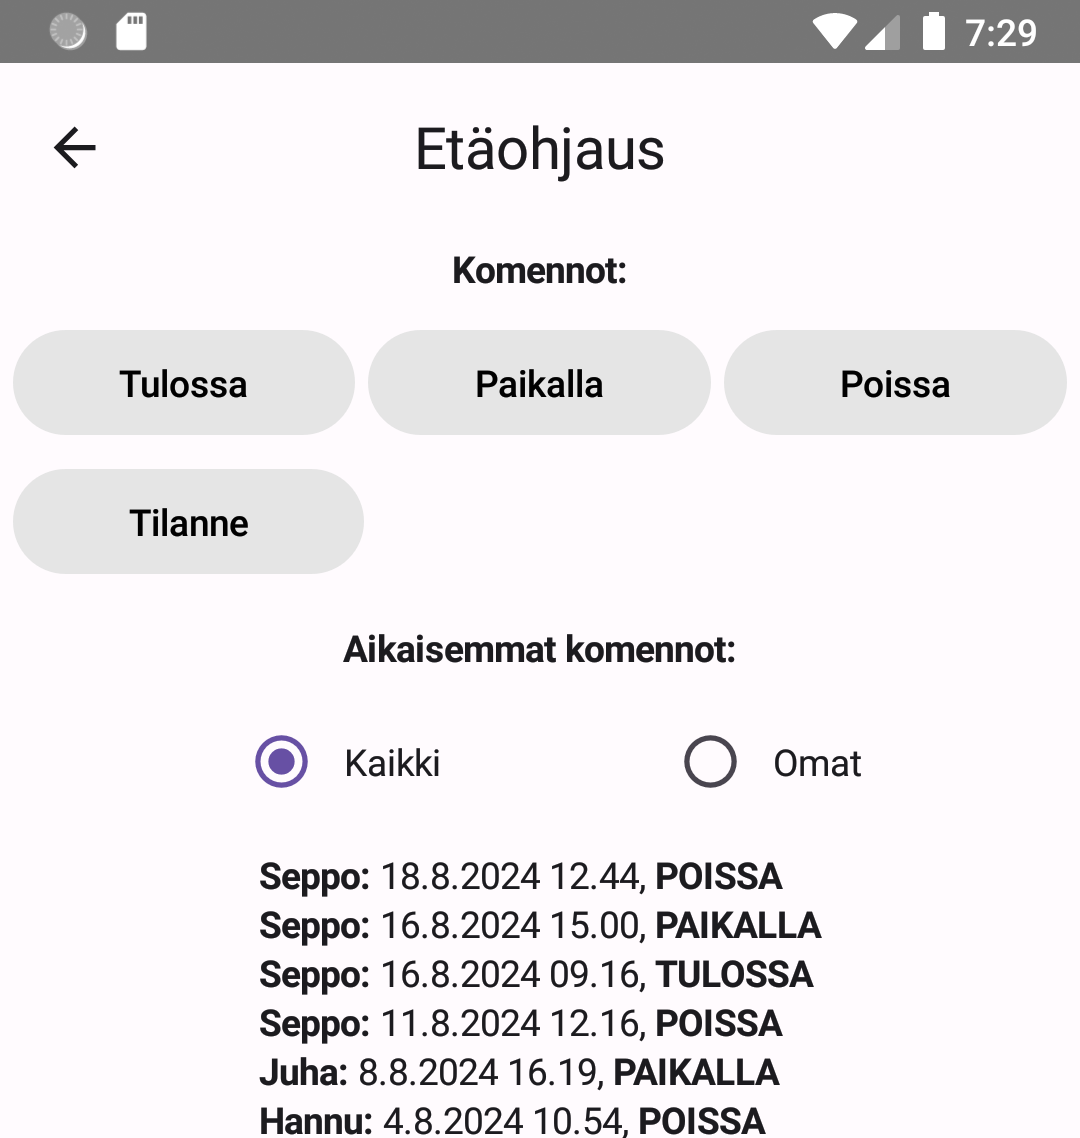 7:29
Etäohjaus
Komennot:
Tulossa Paikalla Poissa
Tilanne
Aikaisemmat komennot:
Kaikki Omat
Seppo: 18.8.2024 12.44, POISSA
Seppo: 16.8.2024 15.00, PAIKALLA
Seppo: 16.8.2024 09.16, TULOSSA
Seppo: 11.8.2024 12.16, POISSA
Juha: 8.8.2024 16.19, PAIKALLA
Hannu: 4.8.2024 10.54, POISSA